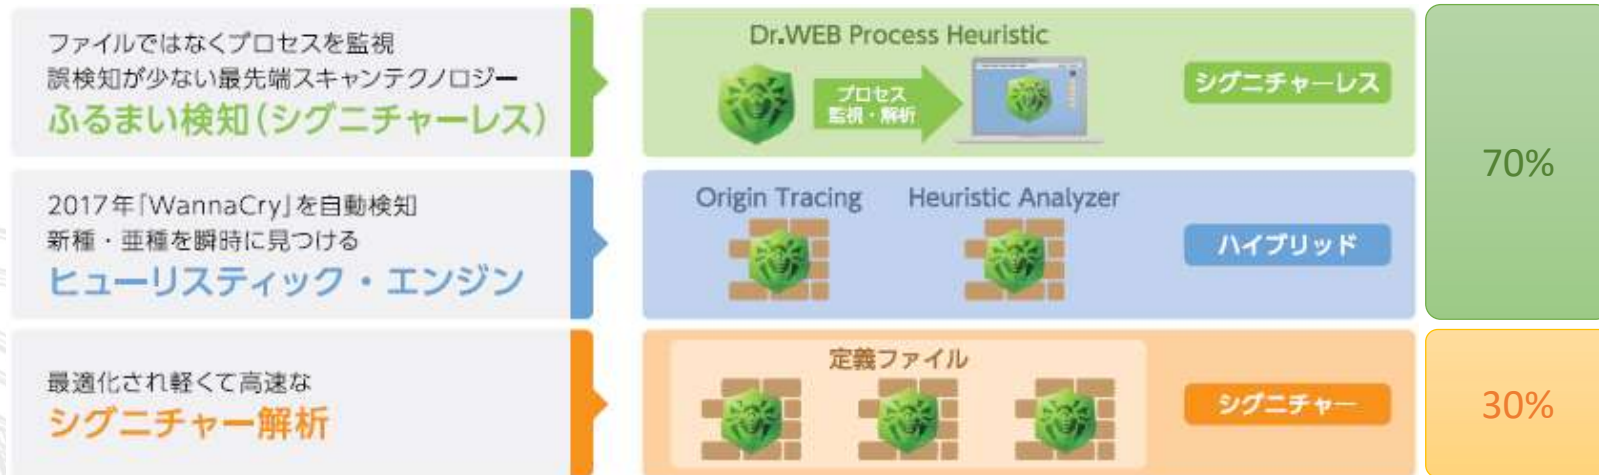 ファイルではなくプロセスを監視
誤検知が少ない最先端スキャンテクノロジー
ふるまい検知(シグニチャーレス)
Dr.WEB Process Heuristic
プロセス
監視・解析
シグニチャーレス
70%
2017年「WannaCry」を自動検知
新種・亜種を瞬時に見つける
ヒューリスティック・エンジン
Origin Tracing
Heuristic Analyzer
ハイブリッド
最適化され軽くて高速な
シグニチャー解析
定義ファイル
シグニチャー
30%